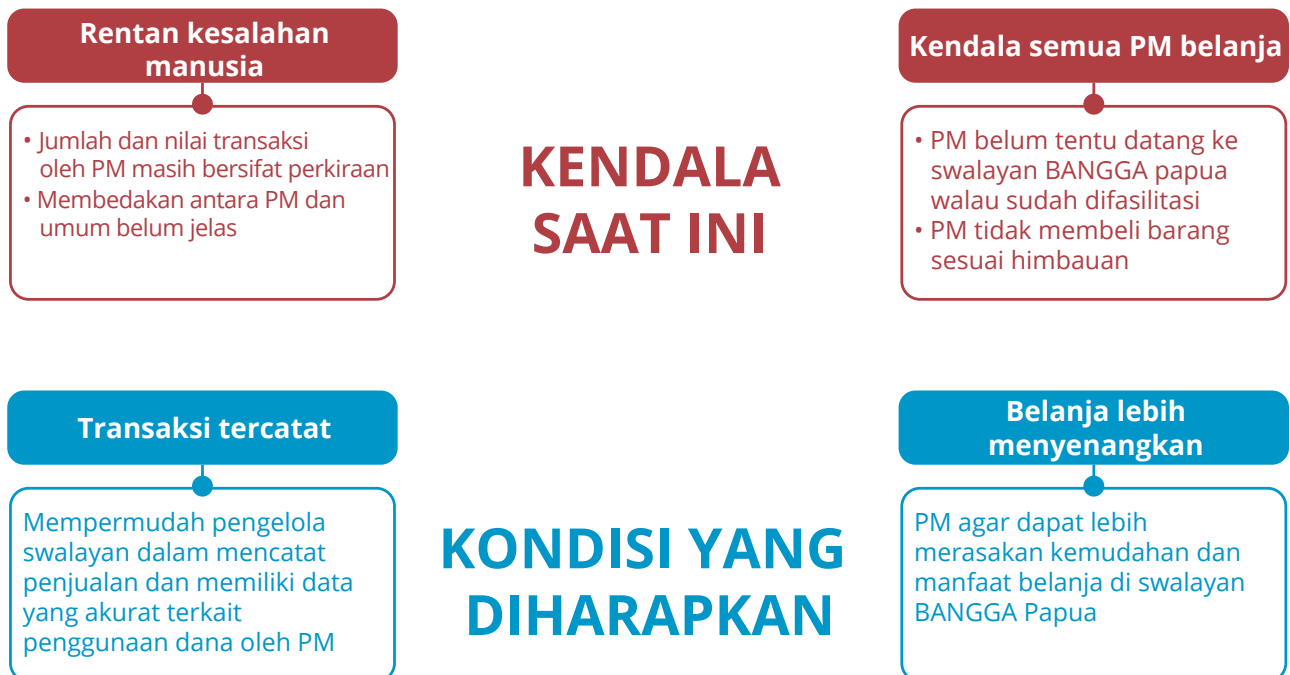 Rentan kesalahan
manusia
• Jumlah dan nilai transaksi
oleh PM masih bersifat perkiraan
• Membedakan antara PM dan
umum belum jelas
KENDALA
SAAT INI
Kendala semua PM belanja
• PM belum tentu datang ke
swalayan BANGGA papua
walau sudah difasilitasi
• PM tidak membeli barang
sesuai himbauan
Transaksi tercatat
Mempermudah pengelola
swalayan dalam mencatat
penjualan dan memiliki data
yang akurat terkait
penggunaan dana oleh PM
KONDISI YANG
DIHARAPKAN
Belanja lebih
menyenangkan
PM agar dapat lebih
merasakan kemudahan dan
manfaat belanja di swalayan
BANGGA Papua